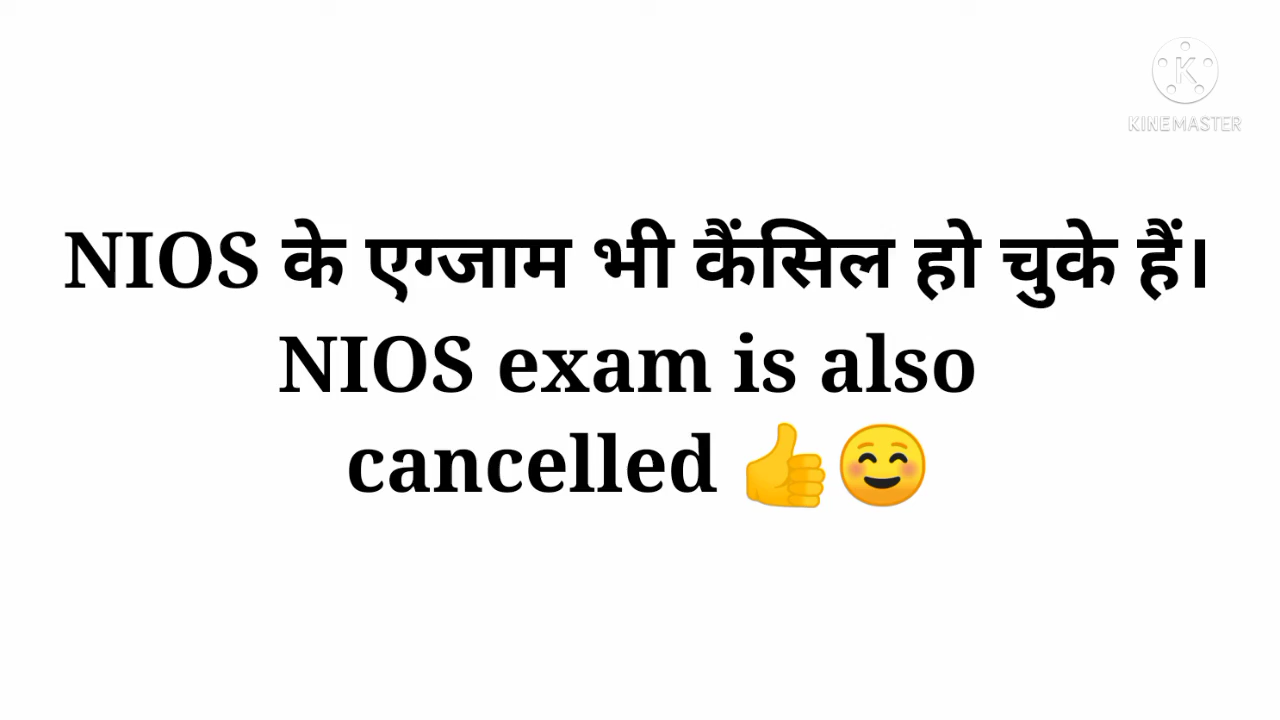 KINEMASTER
NIOS के एग्जाम भी कैंसिल हो चुके हैं।
NIOS exam is also
cancelled 👍☺️